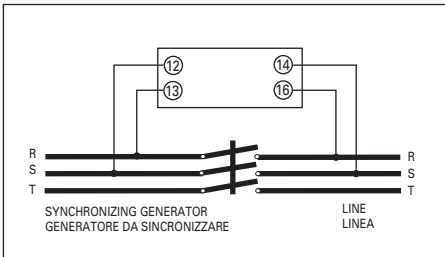 12 14
13 16
R R
S S
T T
SYNCHRONIZING GENERATOR LINE
GENERATORE DA SINCRONIZZARE LINEA